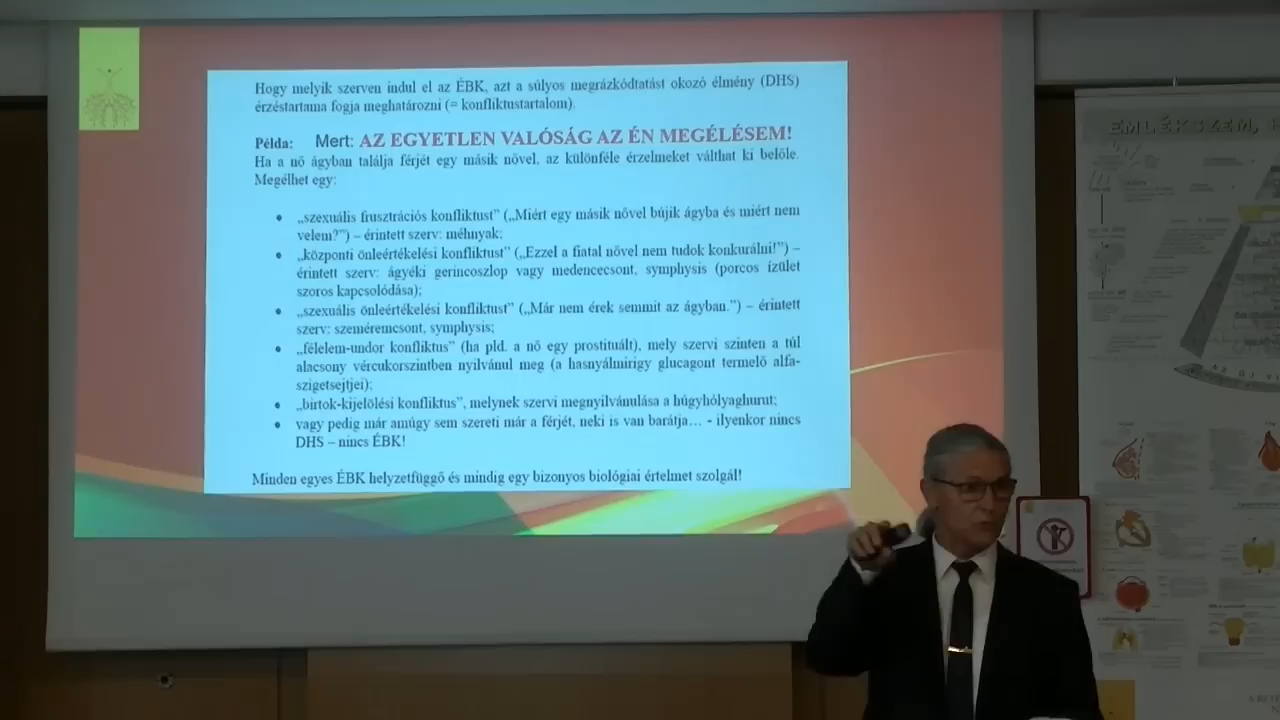 Hogy melyik szerven indul el az ÉBK, azt a súlyos megrázkódtatást okozó élmény (DHS)
érzéstartama fogja meghatározni (= konfliktustartalom).
Példa: Mert: AZ EGYETLEN VALÓSÁG AZ ÉN MEGÉLÉSEM!
Ha a nő ágyban találja férjét egy másik nővel, az különféle érzelmeket válthat ki belőle.
Megélhet egy:
• „szexuális frusztrációs konfliktust” („Miért egy másik nővel bújik ágyba és miért nem
velem?”) – érintett szerv: méhnyak;
• „központi önleértékelési konfliktust” („Ezzel a fiatal nővel nem tudok konkurálni!”) –
érintett szerv: ágyéki gerincoszlop vagy medencecsont, symphysis (porcos ízület
szoros kapcsolódása);
• „szexuális önleértékelési konfliktust” („Már nem érek semmit az ágyban.”) – érintett
szerv: szeméremcsont, symphysis;
• „félelem-undor konfliktus” (ha pld. a nő egy prostituált), mely szervi szinten a túl
alacsony vércukorszintben nyilvánul meg (a hasnyálmirigy glucagont termelő alfa-
szigetsejtjei);
• „birtok-kijelölési konfliktus”, melynek szervi megnyilvánulása a húgyhólyaghurut;
• vagy pedig már amúgy sem szereti már a férjét, neki is van barátja… - ilyenkor nincs
DHS – nincs ÉBK!
Minden egyes ÉBK helyzetfüggő és mindig egy bizonyos biológiai értelmet szolgál!
EMLÉKSZEM,
AZ ÚJ